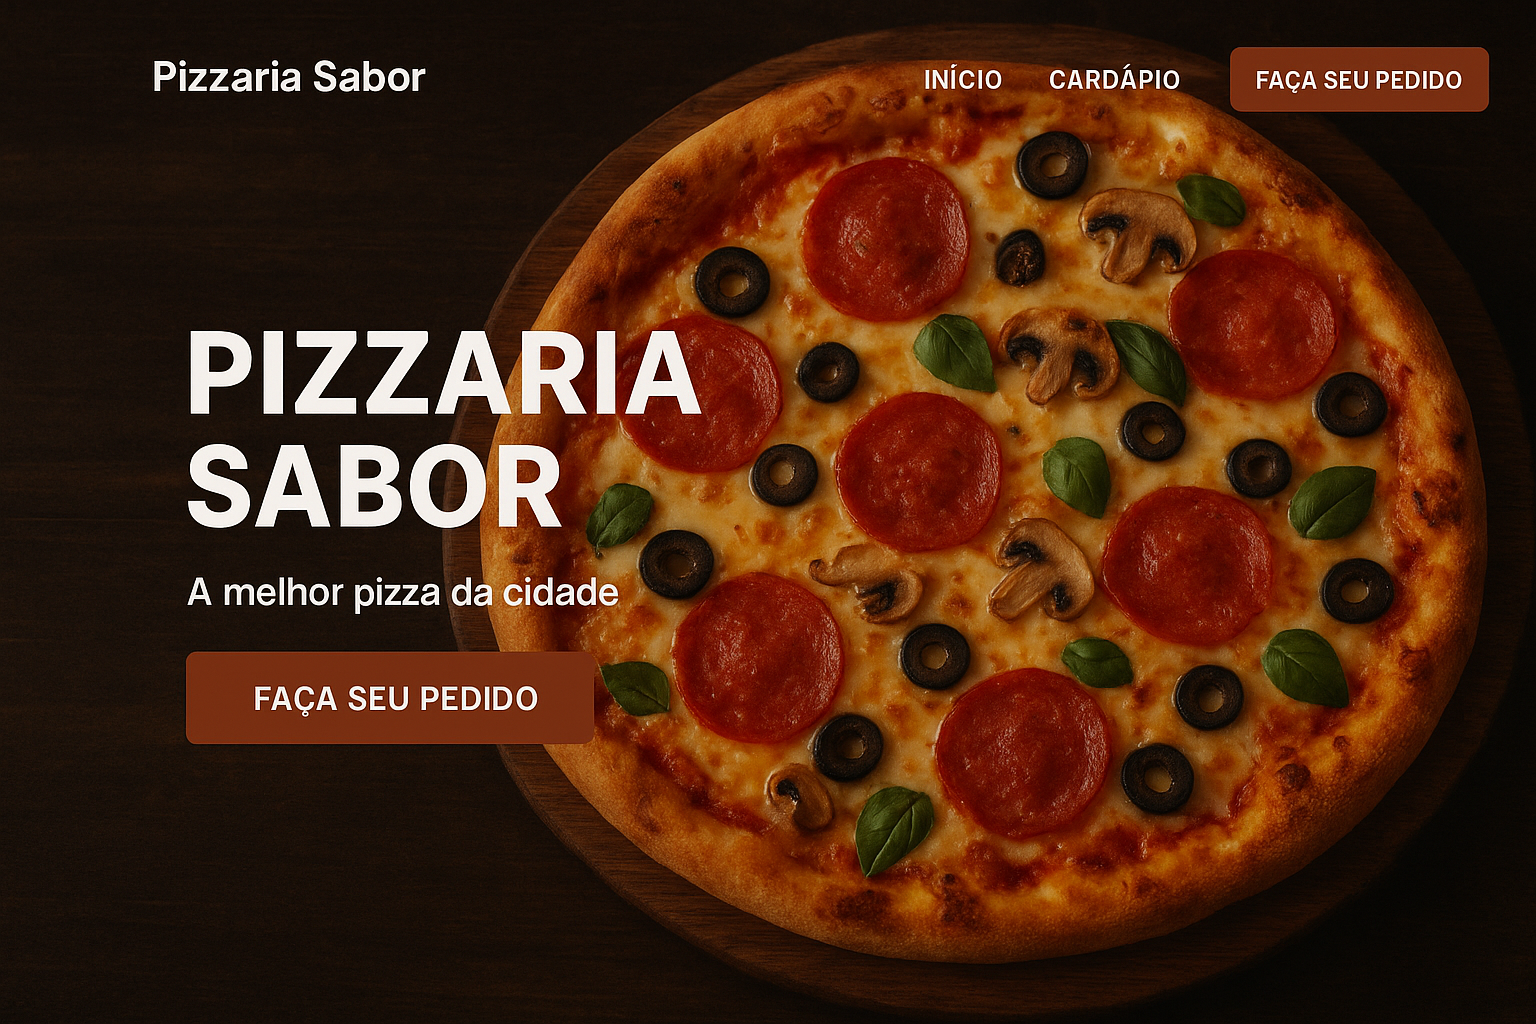 Pizzaria Sabor
INÍCIO
CARDÁPIO
FAÇA SEU PEDIDO
PIZZARIA
SABOR
A melhor pizza da cidade
FAÇA SEU PEDIDO